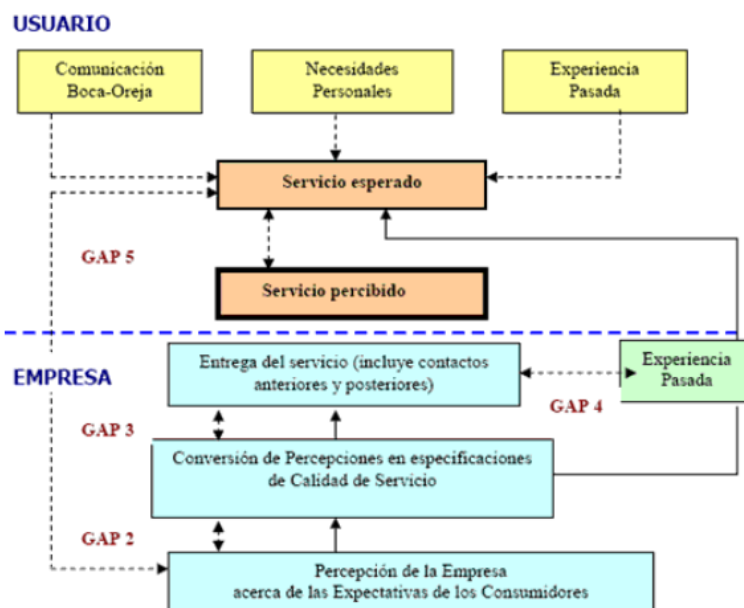 USUARIO
Comunicación
Boca-Oreja
Necesidades
Personales
Experiencia
Pasada
Servicio esperado
GAP 5
Servicio percibido
EMPRESA
Entrega del servicio (incluye contactos
anteriores y posteriores)
Experiencia
Pasada
GAP 4
GAP 3
Conversión de Percepciones en especificaciones
de Calidad de Servicio
GAP 2
Percepción de la Empresa
acerca de las Expectativas de los Consumidores